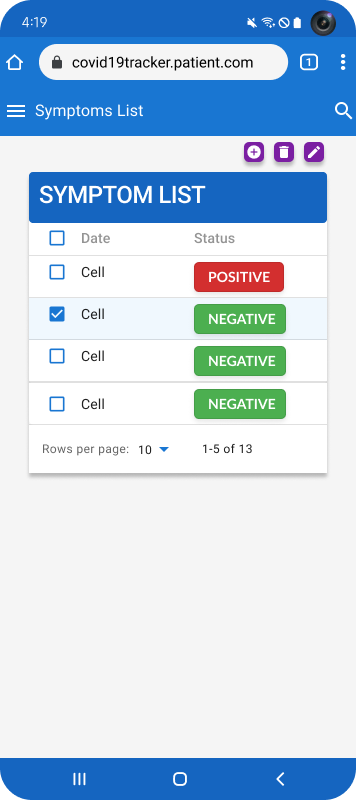 4:19
covid19tracker.patient.com
1
Symptoms List
SYMPTOM LIST
Date Status
Cell POSITIVE
Cell NEGATIVE
Cell NEGATIVE
Cell NEGATIVE
Rows per page: 10 1-5 of 13